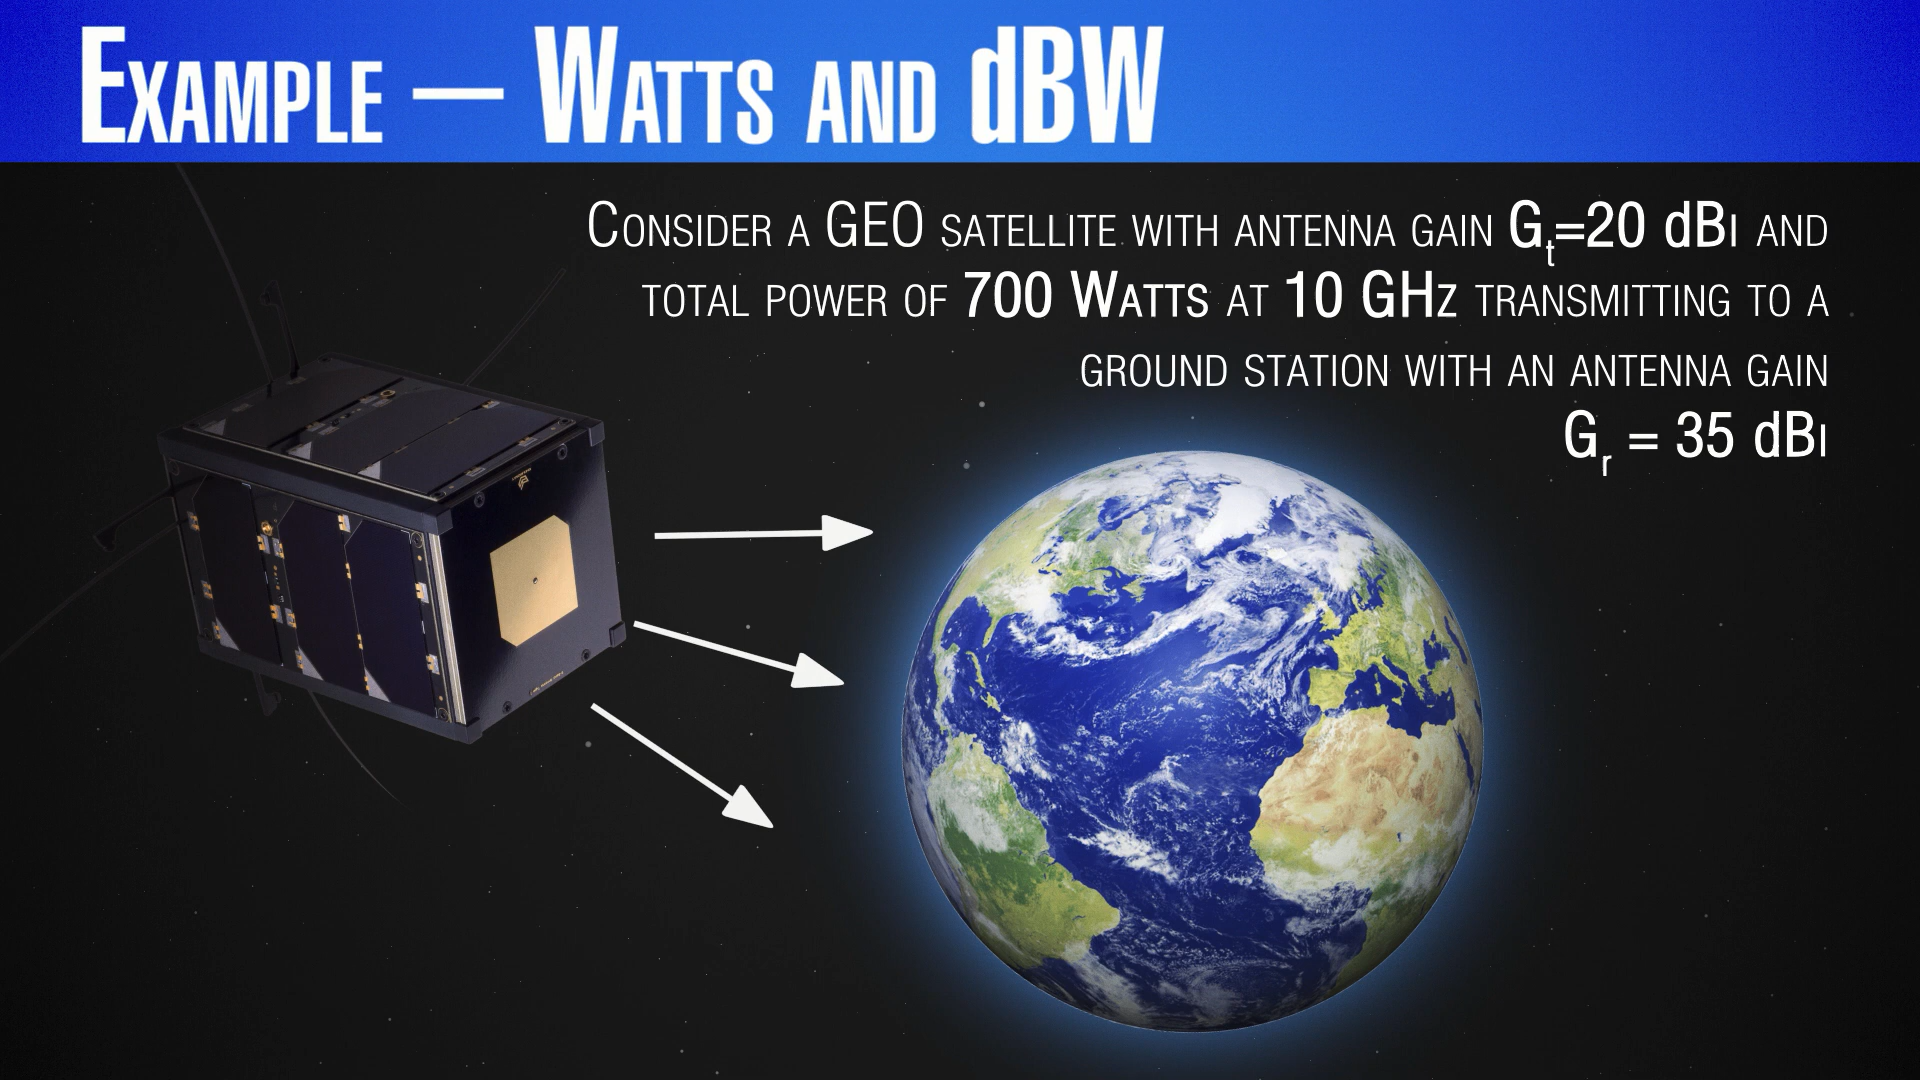 Example — Watts and dBW
Consider a GEO satellite with antenna gain Gt=20 dBi and
total power of 700 Watts at 10 GHz transmitting to a
ground station with an antenna gain
Gr = 35 dBi